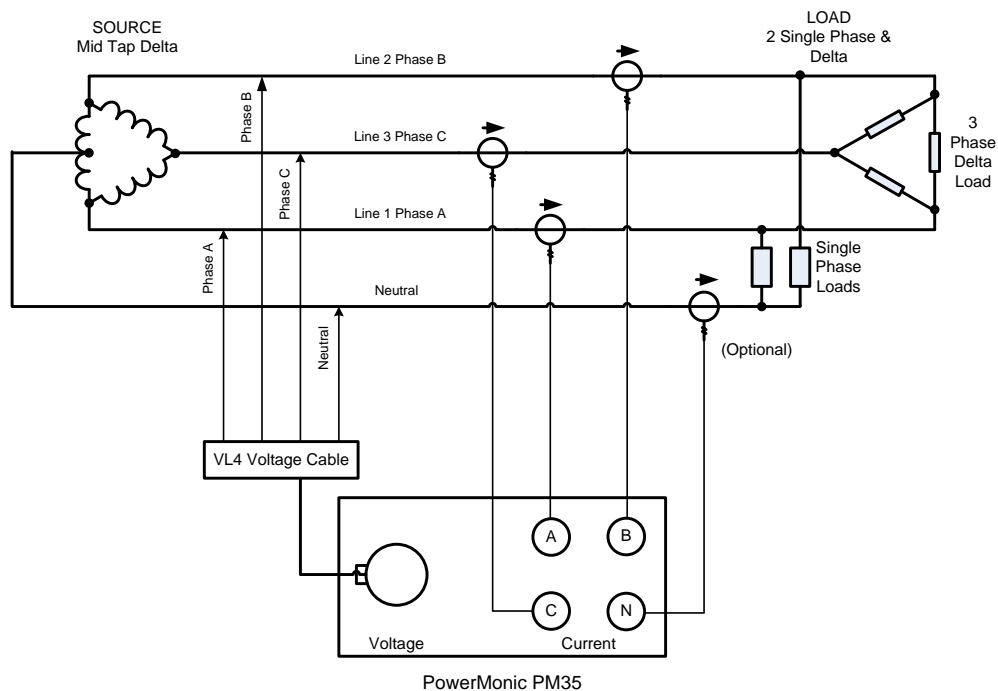 SOURCE
Mid Tap Delta
LOAD
2 Single Phase &
Delta
Line 2 Phase B
Phase B
Line 3 Phase C
3
Phase
Delta
Load
Phase C
Line 1 Phase A
Phase A
Single
Phase
Loads
Neutral
Neutral
(Optional)
VL4 Voltage Cable
A
B
C
N
Voltage
Current
PowerMonic PM35